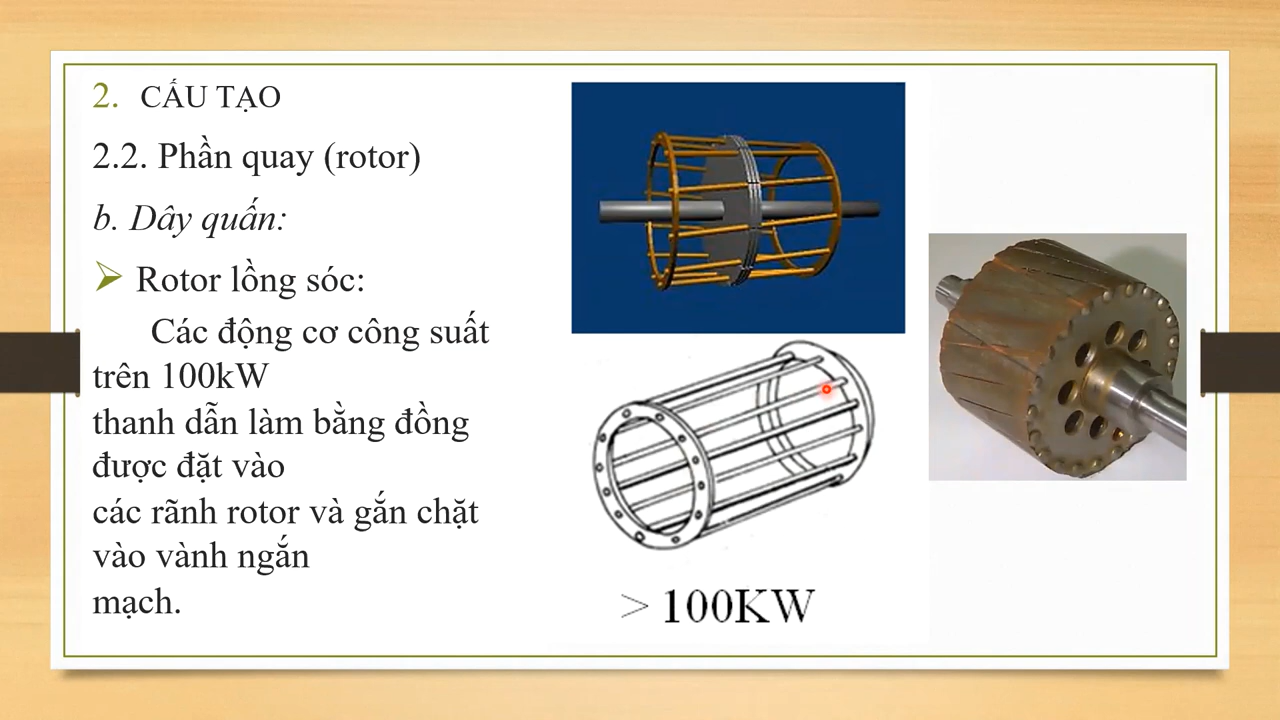 2. CẤU TẠO
2.2. Phần quay (rotor)
b. Dây quấn:
Rotor lồng sóc:
Các động cơ công suất
trên 100kW
thanh dẫn làm bằng đồng
được đặt vào
các rãnh rotor và gắn chặt
vào vành ngắn
mạch.
> 100KW